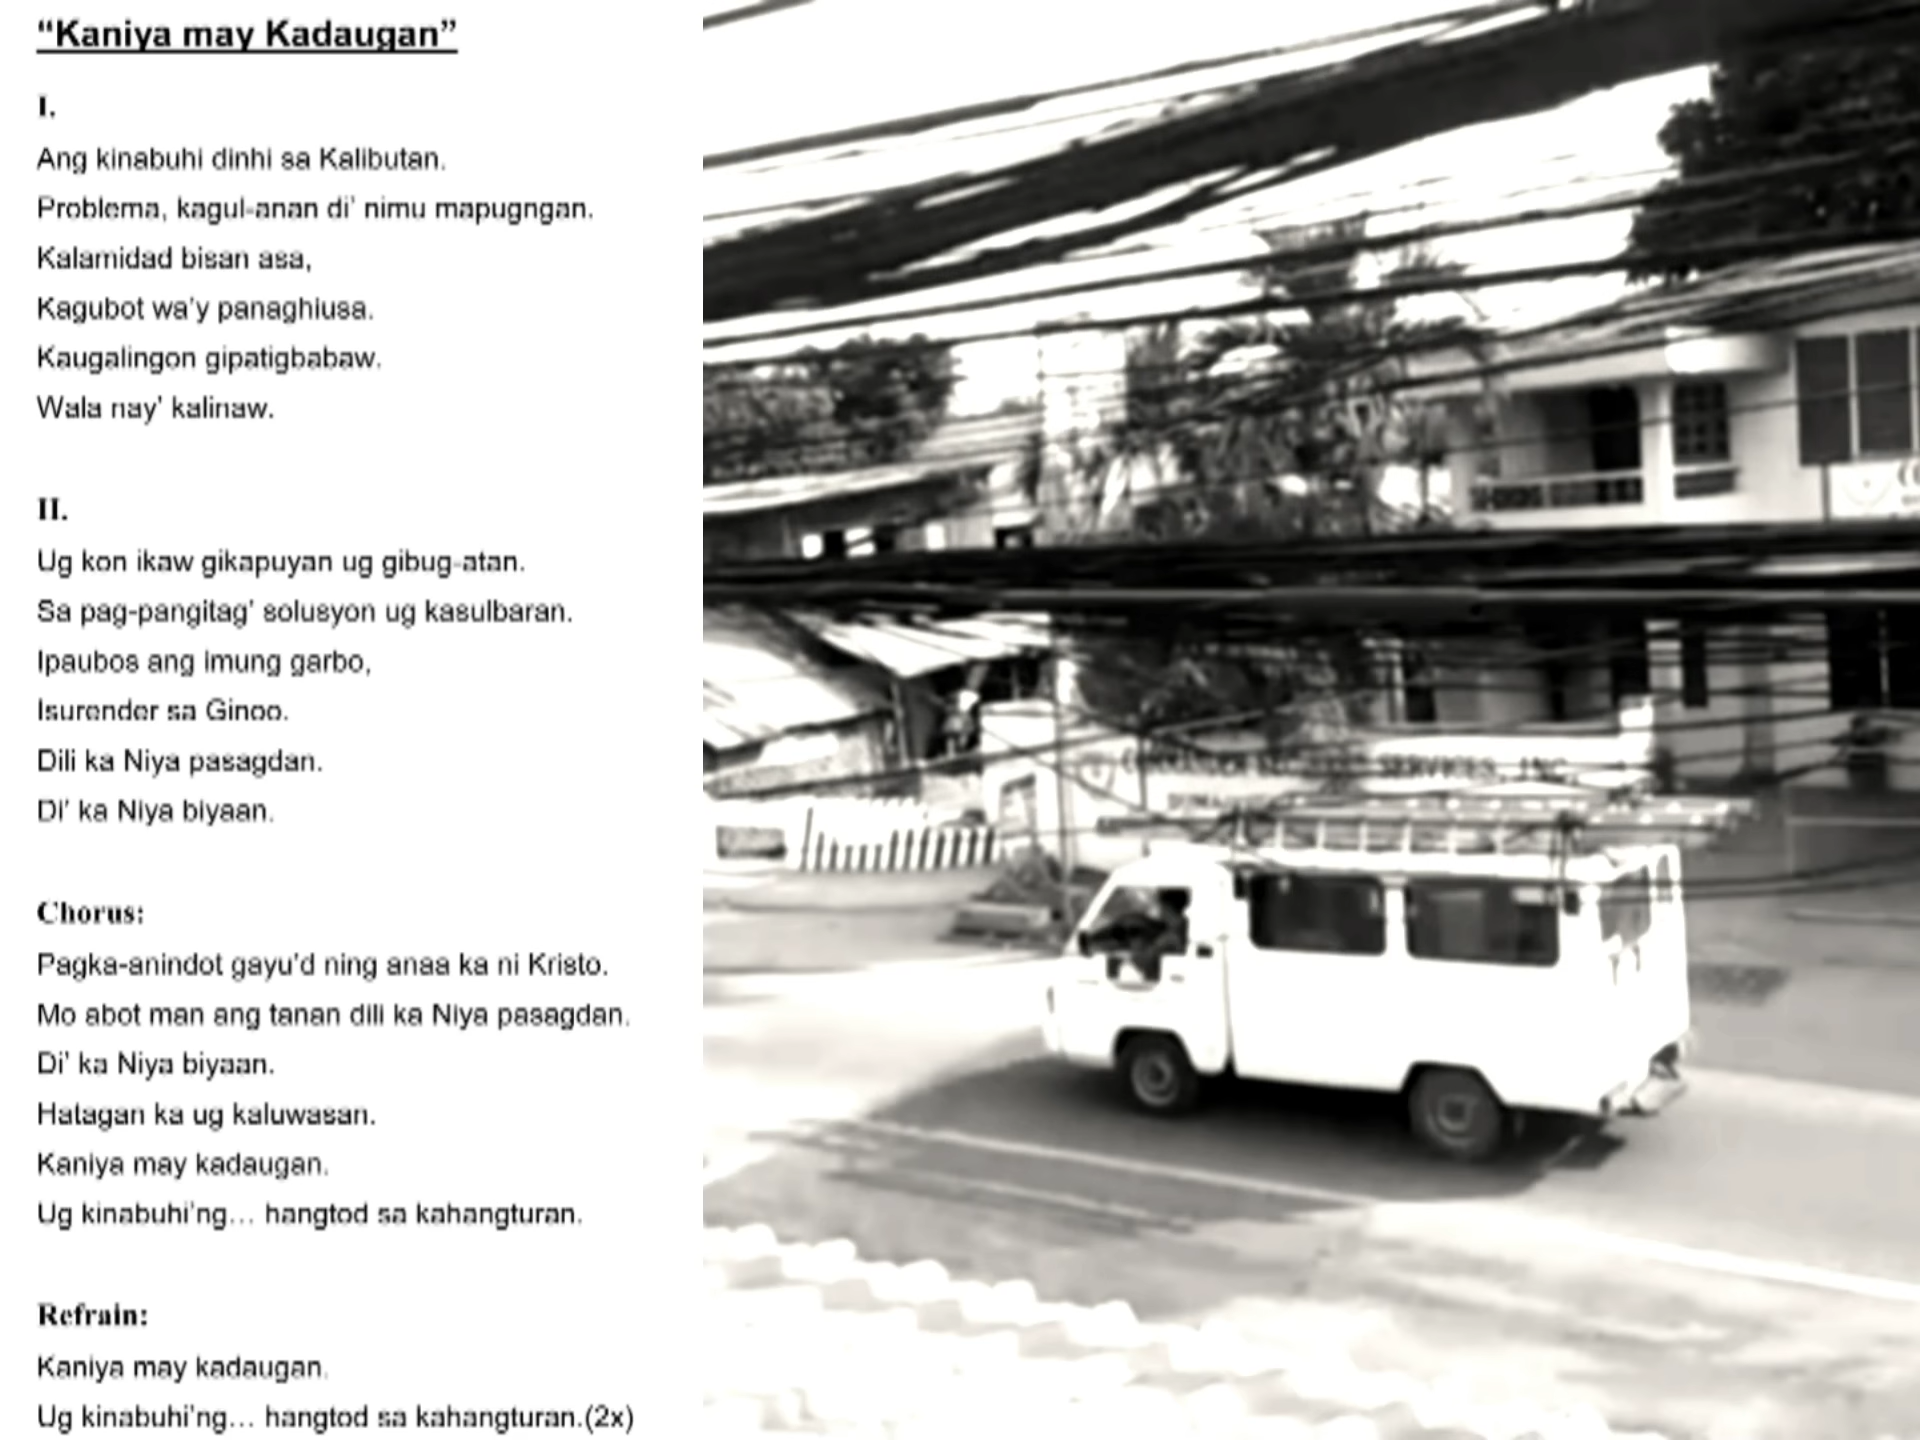 “Kaniya may Kadaugan”
I.
Ang kinabuhi dinhi sa Kalibutan.
Problema, kagul-anan di’ nimu mapugngan.
Kalamidad bisan asa,
Kagubot wa’y panaghiusa.
Kaugalingon gipatigbabaw.
Wala nay’ kalinaw.
II.
Ug kon ikaw gikapuyan ug gibug-atan.
Sa pag-pangitag’ solusyon ug kasulbaran.
Ipaubos ang imung garbo,
Isurender sa Ginoo.
Dili ka Niya pasagdan.
Di’ ka Niya biyaan.
Chorus:
Pagka-anindot gayu’d ning anaa ka ni Kristo.
Mo abot man ang tanan dili ka Niya pasagdan.
Di’ ka Niya biyaan.
Hatagan ka ug kaluwasan.
Kaniya may kadaugan.
Ug kinabuhi’ng... hangtod sa kahangturan.
Refrain:
Kaniya may kadaugan.
Ug kinabuhi’ng... hangtod sa kahangturan.(2x)
SERVICES, INC.